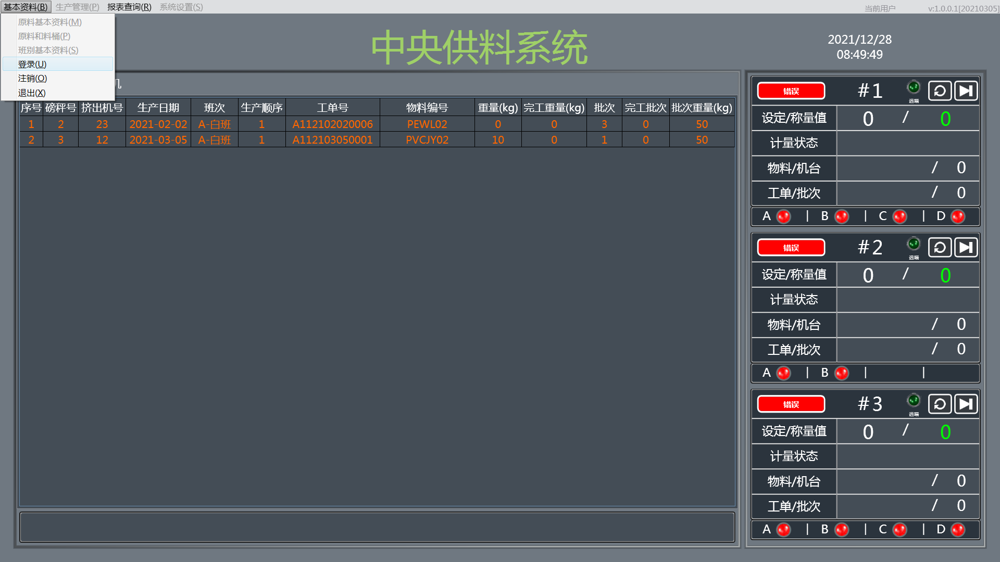 基本资料(B) 生产管理(P) 报表查询(R) 系统设置(S) 当前用户 v:1.0.0.1[20210305]
原料基本资料(M)
原料和料桶(P)
班别基本资料(S)
登录(U)
注销(O)
退出(X)
中央供料系统
2021/12/28
08:49:49
机
序号 磅秤号 挤出机号 生产日期 班次 生产顺序 工单号 物料编号 重量(kg) 完工重量(kg) 批次 完工批次 批次重量(kg)
1 2 23 2021-02-02 A-白班 1 A112102020006 PEWL02 0 0 3 0 50
2 3 12 2021-03-05 A-白班 1 A112103050001 PVCJY02 10 0 1 0 50
错误 #1 远端
设定/称量值 0 / 0
计量状态
物料/机台 / 0
工单/批次 / 0
A | B | C | D
错误 #2 远端
设定/称量值 0 / 0
计量状态
物料/机台 / 0
工单/批次 / 0
A | B | |
错误 #3 远端
设定/称量值 0 / 0
计量状态
物料/机台 / 0
工单/批次 / 0
A | B | C | D